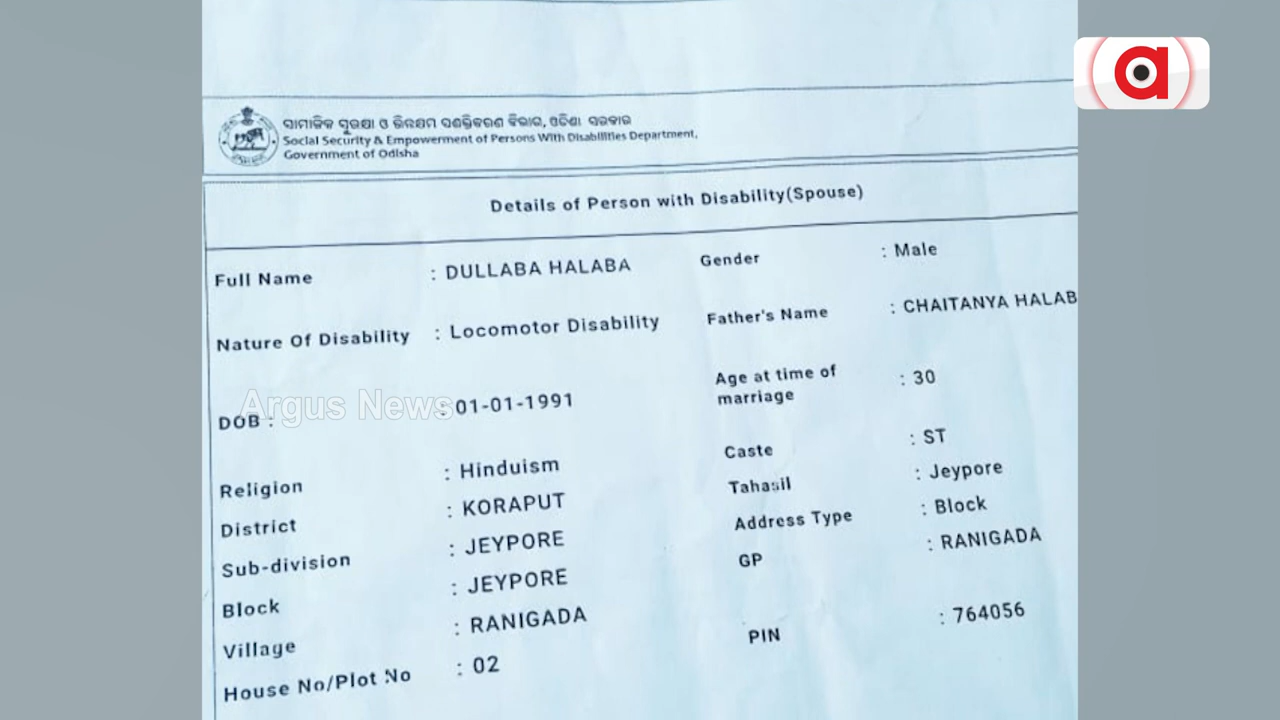 ସାମାଜିକ ସୁରକ୍ଷା ଓ ଭିନ୍ନକ୍ଷମ ସଶକ୍ତିକରଣ ବିଭାଗ, ଓଡିଶା ସରକାର
Social Security & Empowerment of Persons With Disabilities Department,
Government of Odisha
Details of Person with Disability(Spouse)
Full Name : DULLABA HALABA Gender : Male
Nature Of Disability : Locomotor Disability Father's Name : CHAITANYA HALAB
DOB : : 01-01-1991 Age at time of marriage : 30
Argus News
Religion : Hinduism Caste : ST
District : KORAPUT Tahasil : Jeypore
Sub-division : JEYPORE Address Type : Block
Block : JEYPORE GP : RANIGADA
Village : RANIGADA
House No/Plot No : 02 PIN : 764056
a